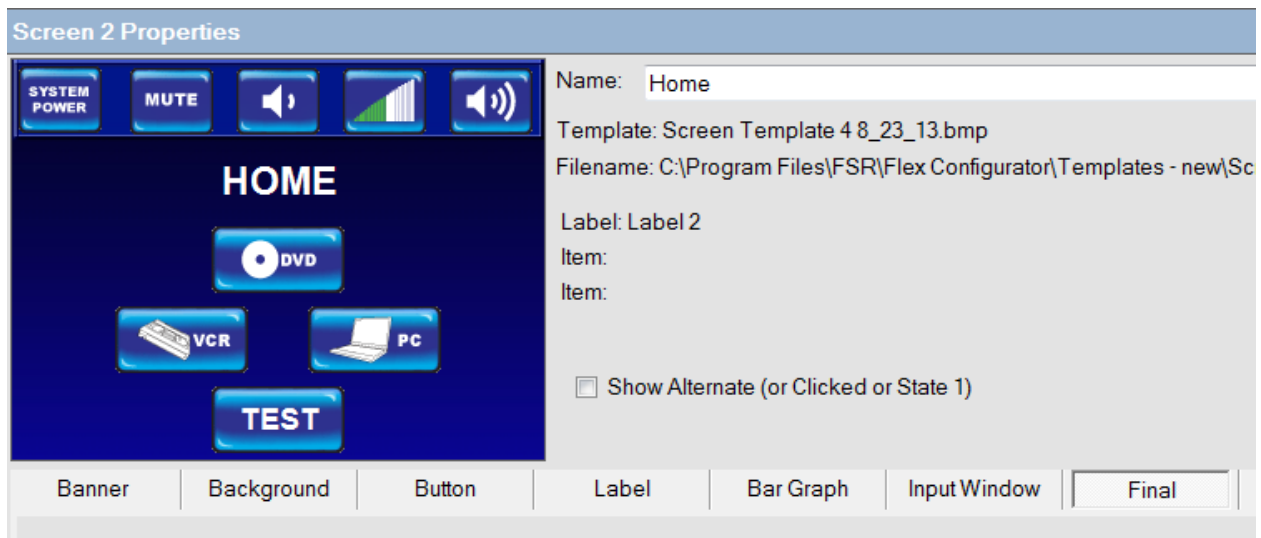 Screen 2 Properties
SYSTEM
POWER
MUTE
HOME
DVD
VCR
PC
TEST
Name: Home
Template: Screen Template 4 8_23_13.bmp
Filename: C:\Program Files\FSR\Flex Configurator\Templates - new\Sc
Label: Label 2
Item:
Item:
Show Alternate (or Clicked or State 1)
Banner Background Button Label Bar Graph Input Window Final